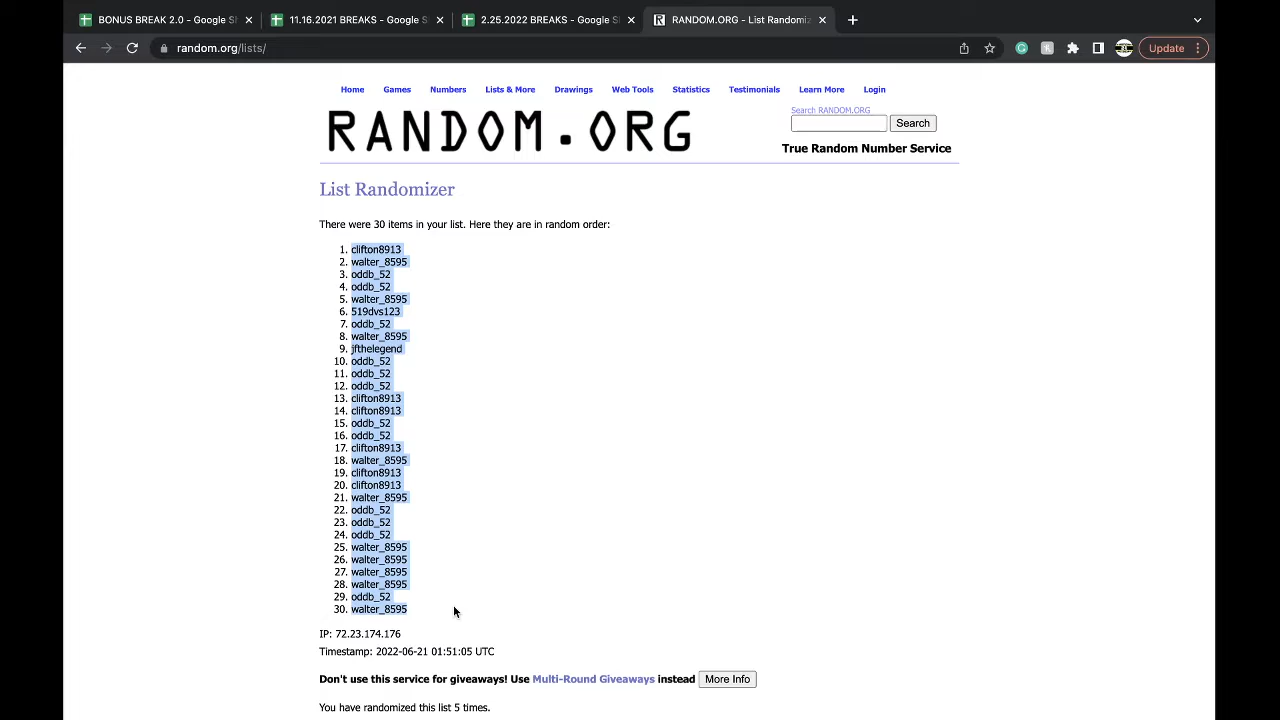 BONUS BREAK 2.0 - Google Sh
11.16.2021 BREAKS - Google S
2.25.2022 BREAKS - Google Sh
RANDOM.ORG - List Randomiz
random.org/lists/
Update
Home Games Numbers Lists & More Drawings Web Tools Statistics Testimonials Learn More Login
RANDOM.ORG
Search RANDOM.ORG
Search
True Random Number Service
List Randomizer
There were 30 items in your list. Here they are in random order:
1. clifton8913
2. walter_8595
3. oddb_52
4. oddb_52
5. walter_8595
6. 519dvs123
7. oddb_52
8. walter_8595
9. jfthelegend
10. oddb_52
11. oddb_52
12. oddb_52
13. clifton8913
14. clifton8913
15. oddb_52
16. oddb_52
17. clifton8913
18. walter_8595
19. clifton8913
20. clifton8913
21. walter_8595
22. oddb_52
23. oddb_52
24. oddb_52
25. walter_8595
26. walter_8595
27. walter_8595
28. walter_8595
29. oddb_52
30. walter_8595
IP: 72.23.174.176
Timestamp: 2022-06-21 01:51:05 UTC
Don't use this service for giveaways! Use Multi-Round Giveaways instead More Info
You have randomized this list 5 times.